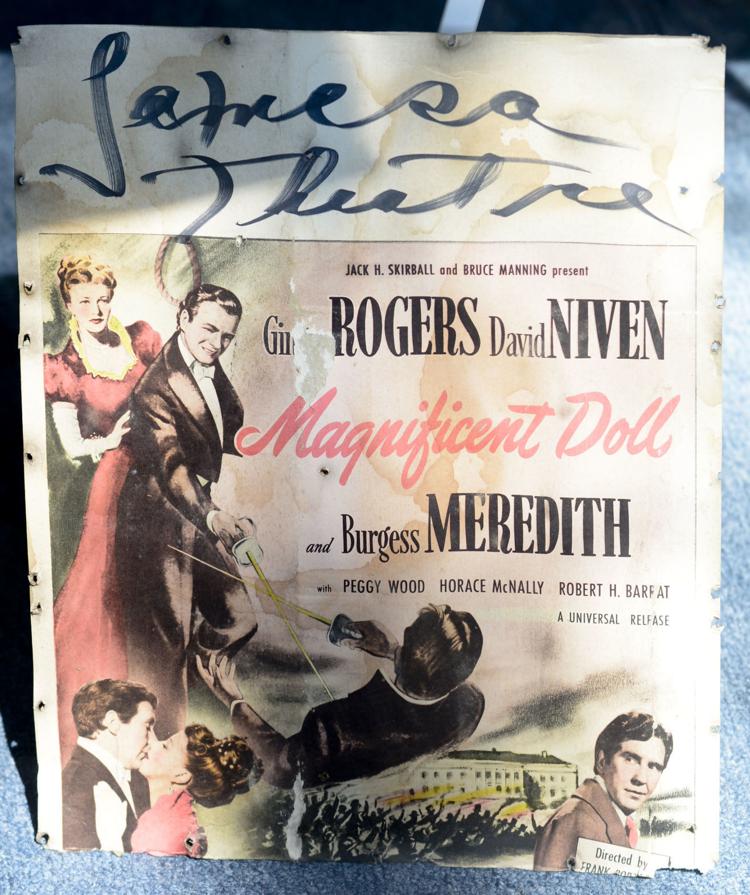 Lamesa
Theatre
JACK H. SKIRBALL and BRUCE MANNING present
ROGERS David NIVEN
Magnificent Doll
and Burgess MEREDITH
with PEGGY WOOD HORACE McNALLY ROBERT H. BARRAT
A UNIVERSAL RELEASE
Directed by
FRANK